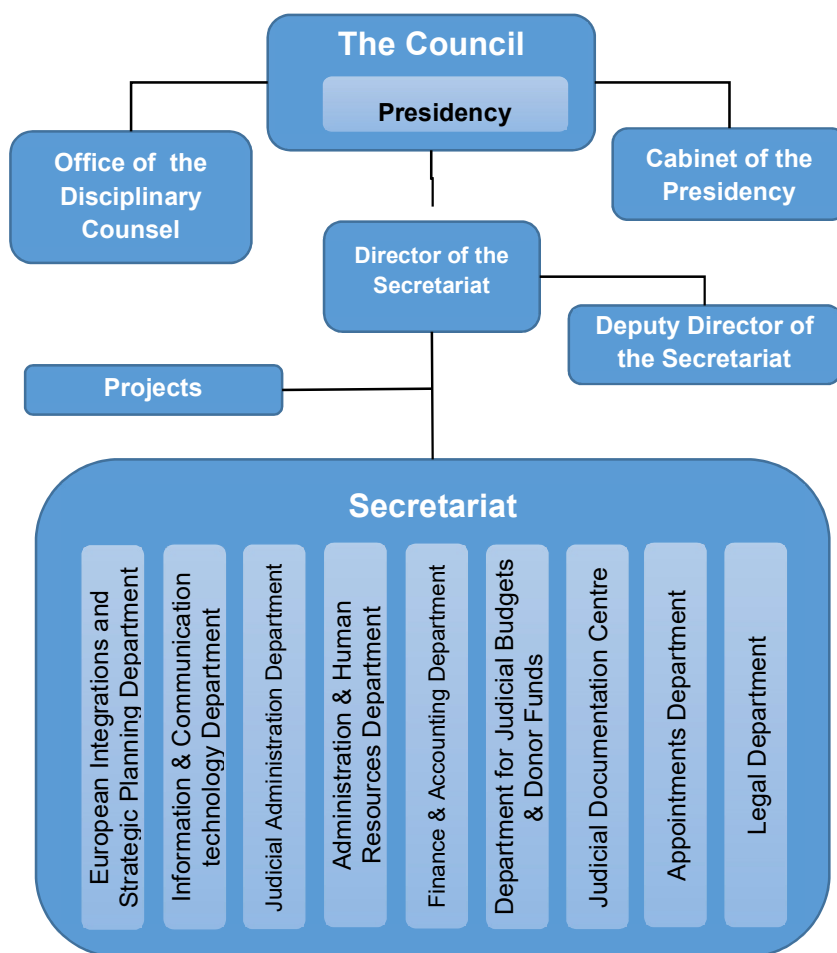 The Council
Presidency
Office of the
Disciplinary
Counsel
Cabinet of the
Presidency
Director of the
Secretariat
Deputy Director of
the Secretariat
Projects
Secretariat
European Integrations and
Strategic Planning Department
Information & Communication
technology Department
Judicial Administration Department
Administration & Human
Resources Department
Finance & Accounting Department
Department for Judicial Budgets
& Donor Funds
Judicial Documentation Centre
Appointments Department
Legal Department